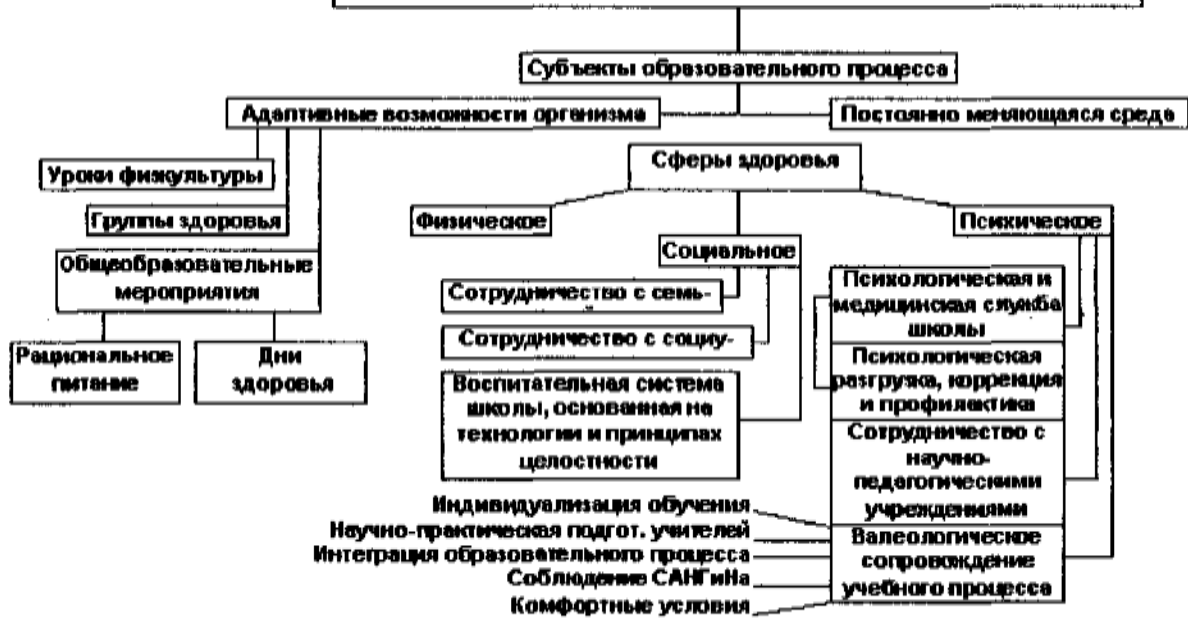 Субъекты образовательного процесса
Адаптивные возможности организма
Постоянно меняющаяся среда
Сферы здоровья
Уроки физкультуры
Группы здоровья
Физическое
Психическое
Социальное
Общеобразовательные
мероприятия
Сотрудничество с семь-
Сотрудничество с социу-
Рациональное
питание
Дни
здоровья
Воспитательная система
школы, основанная на
технологии и принципах
целостности
Психологическая и
медицинская служба
школы
Психологическая
разгрузка, коррекция
и профилактика
Сотрудничество с
научно-
педагогическими
учреждениями
Валеологическое
сопровождение
учебного процесса
Индивидуализация обучения
Научно-практическая подгот. учителей
Интеграция образовательного процесса
Соблюдение САНГиНа
Комфортные условия